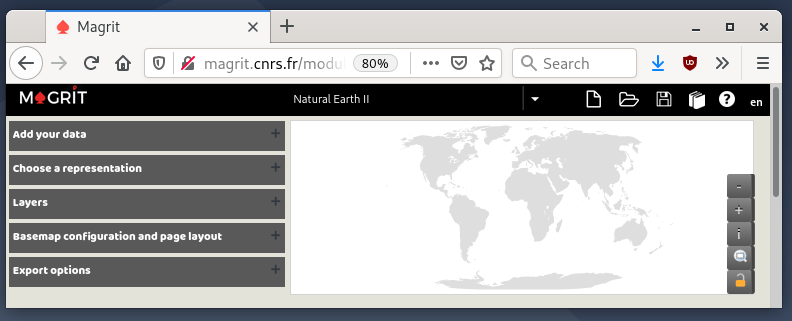 Magrit
magrit.cnrs.fr/modu
80%
Search
MAGRIT
Natural Earth II
en
Add your data +
Choose a representation +
Layers +
Basemap configuration and page layout +
Export options +
-
+
i